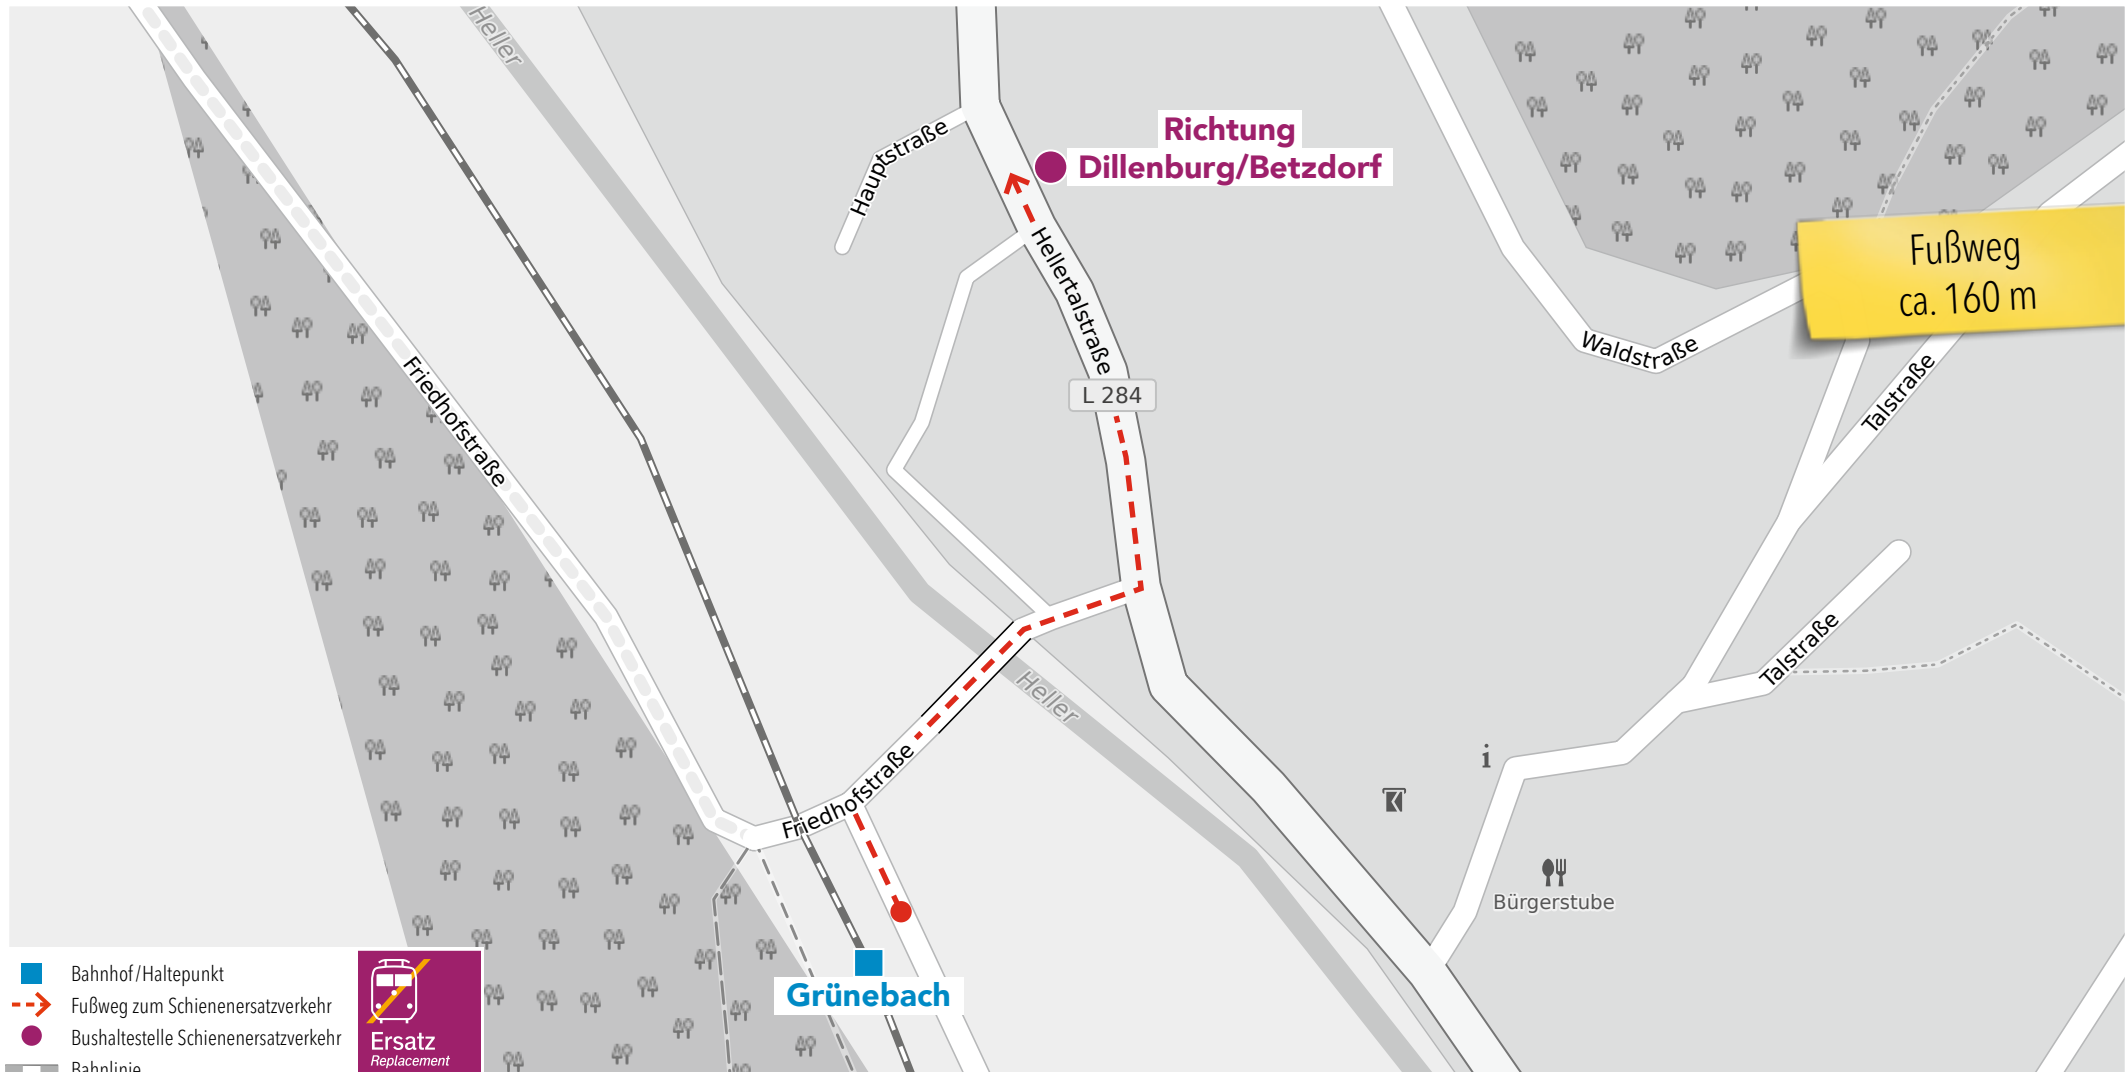 Heller
Richtung
Dillenburg/Betzdorf
Hauptstraße
Hellertalstraße
L 284
Fußweg
ca. 160 m
Waldstraße
Talstraße
Friedhofstraße
Talstraße
Heller
Friedhofstraße
i
Bürgerstube
Grünebach
Bahnhof/Haltepunkt
Fußweg zum Schienenersatzverkehr
Bushaltestelle Schienenersatzverkehr
Bahnlinie
Ersatz
Replacement